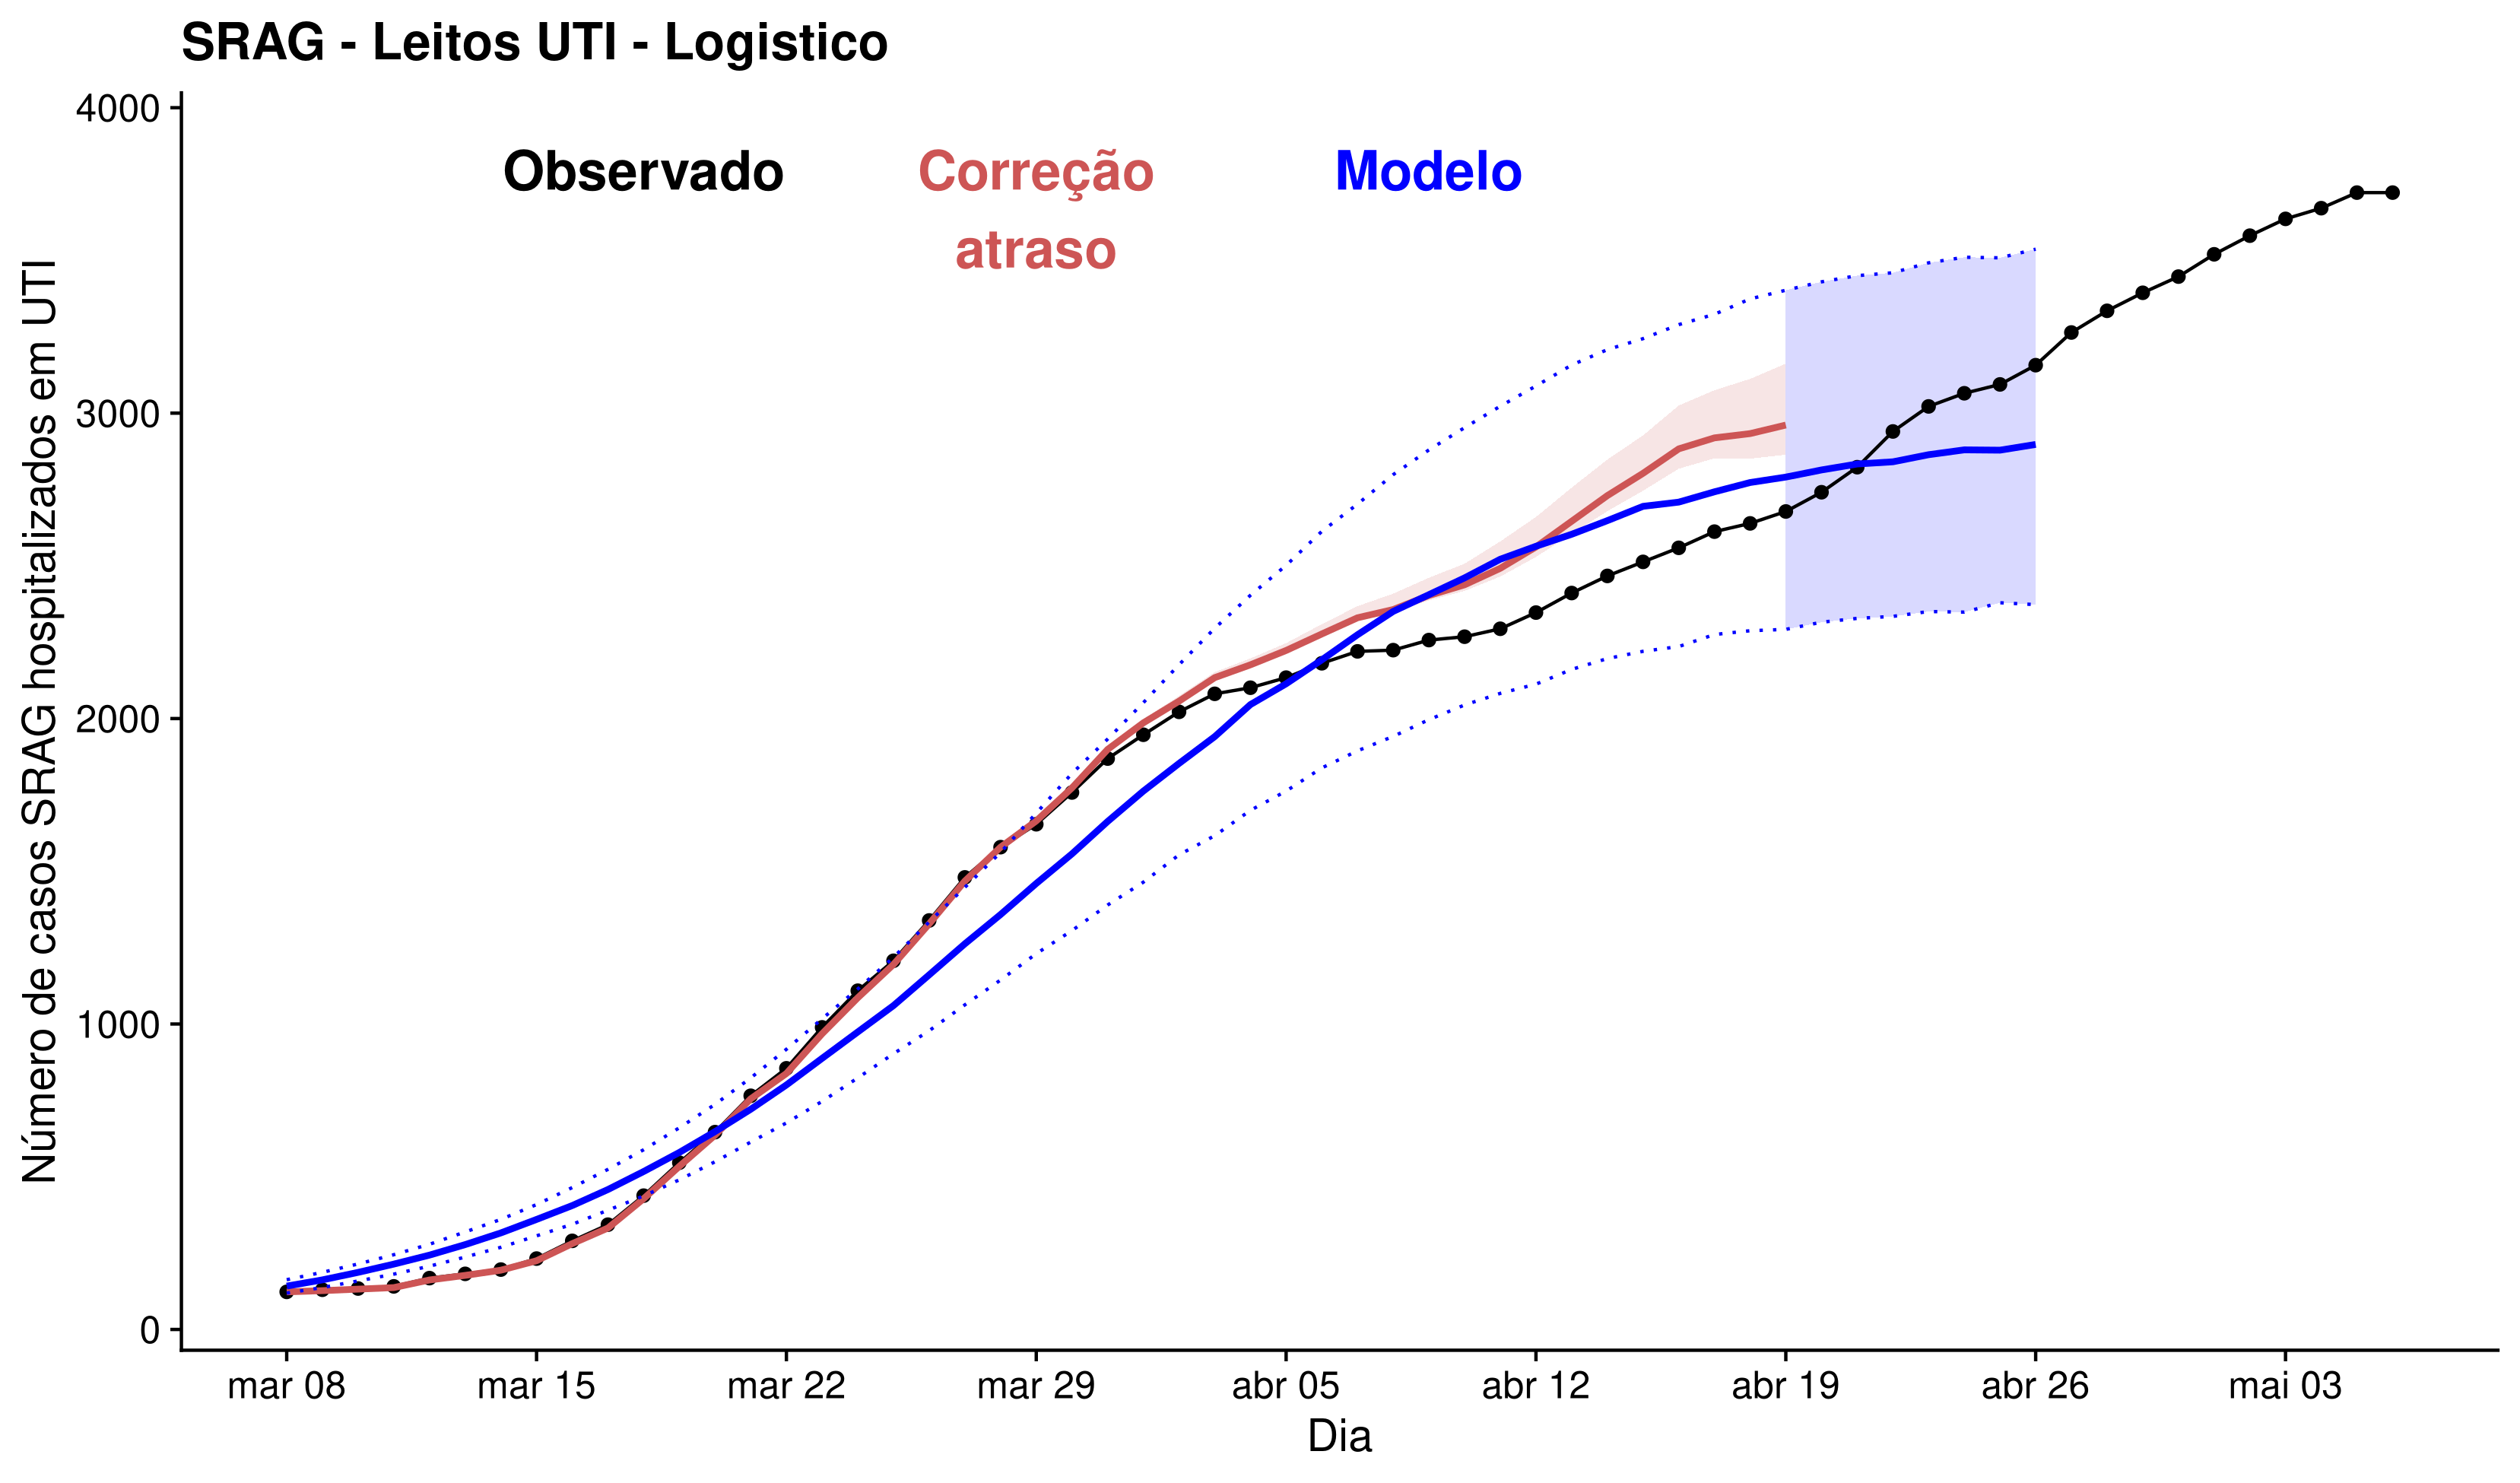 SRAG - Leitos UTI - Logistico
Observado
Correção
atraso
Modelo
Número de casos SRAG hospitalizados em UTI
4000
3000
2000
1000
0
mar 08 mar 15 mar 22 mar 29 abr 05 abr 12 abr 19 abr 26 mai 03
Dia